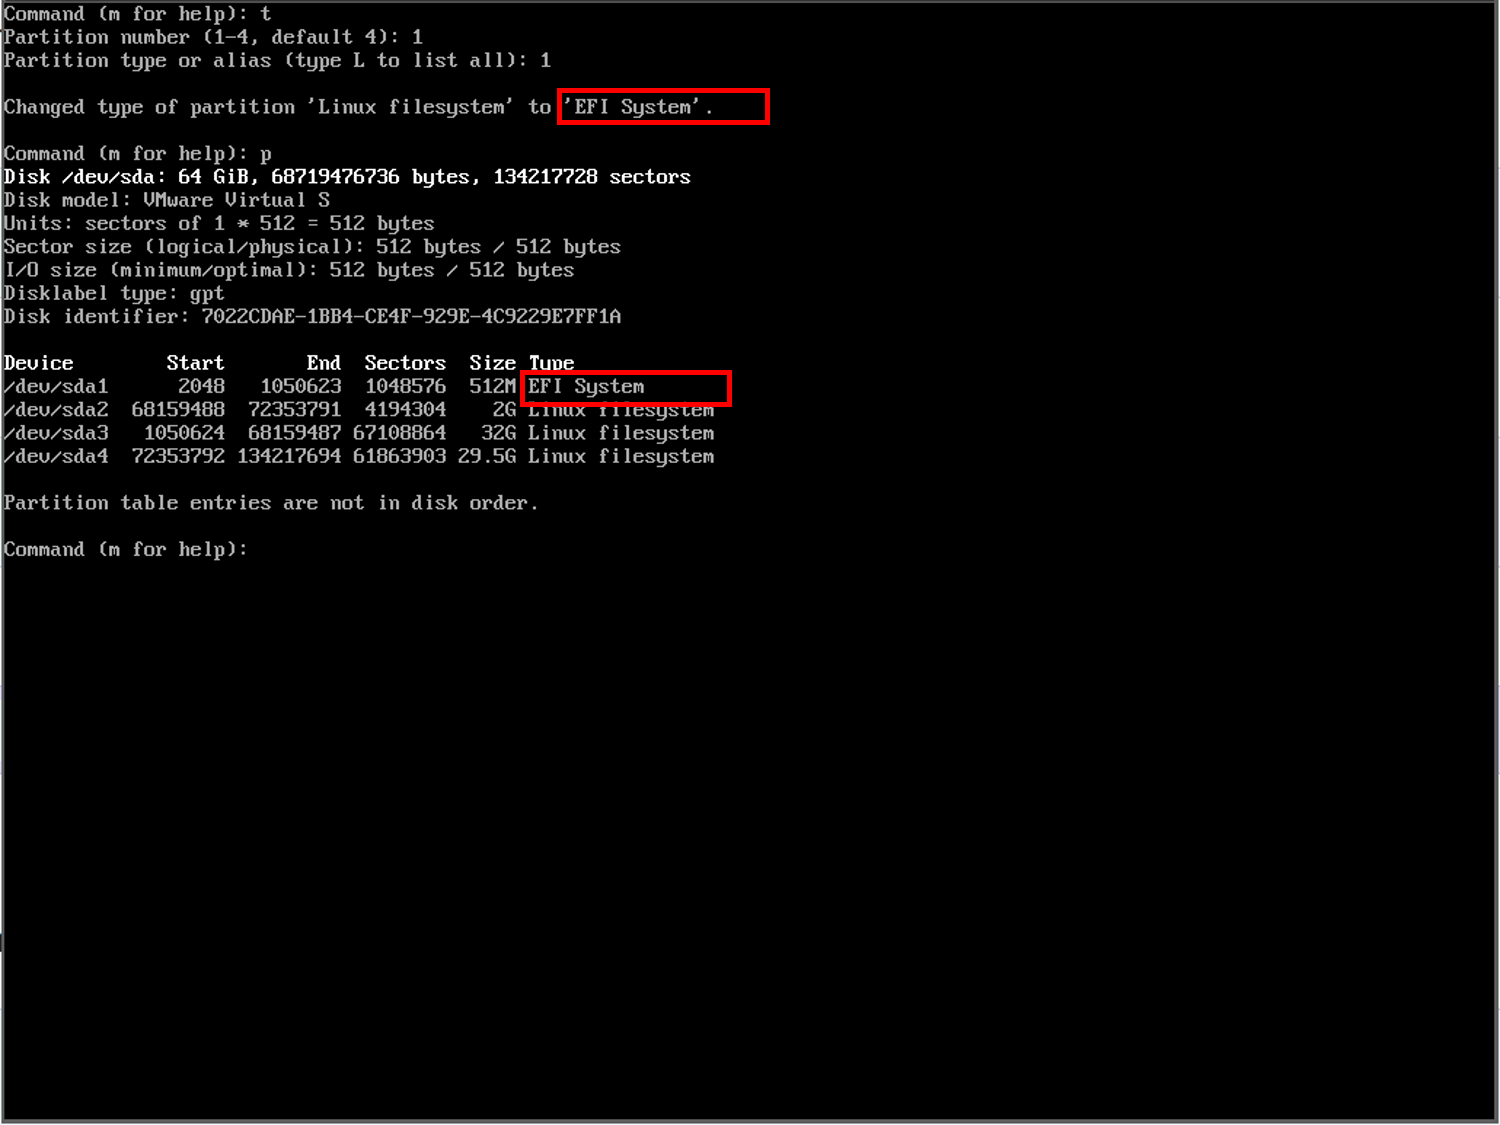 Command (m for help): t
Partition number (1-4, default 4): 1
Partition type or alias (type L to list all): 1
Changed type of partition 'Linux filesystem' to 'EFI System'.
Command (m for help): p
Disk /dev/sda: 64 GiB, 68719476736 bytes, 134217728 sectors
Disk model: VMware Virtual S
Units: sectors of 1 * 512 = 512 bytes
Sector size (logical/physical): 512 bytes / 512 bytes
I/O size (minimum/optimal): 512 bytes / 512 bytes
Disklabel type: gpt
Disk identifier: 7022CDAE-1BB4-CE4F-929E-4C9229E7FF1A
Device Start End Sectors Size Type
/dev/sda1 2048 1050623 1048576 512M EFI System
/dev/sda2 68159488 72353791 4194304 2G Linux filesystem
/dev/sda3 1050624 68159487 67108864 32G Linux filesystem
/dev/sda4 72353792 134217694 61863903 29.5G Linux filesystem
Partition table entries are not in disk order.
Command (m for help):